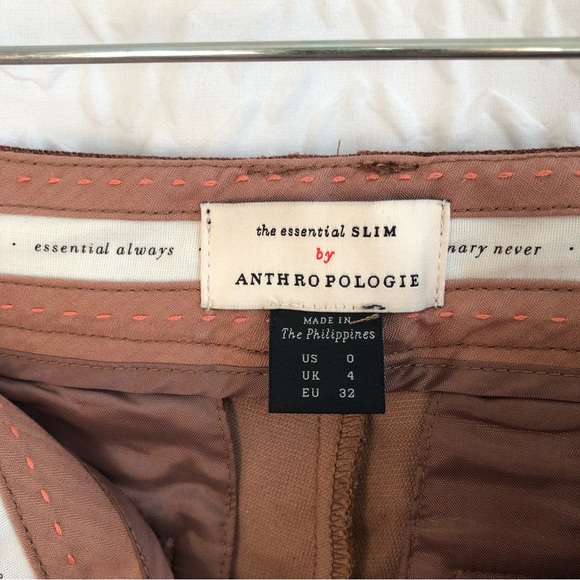 · essential always ·
the essential SLIM
by
ANTHROPOLOGIE
nary never ·
MADE IN
The Philippines
US 0
UK 4
EU 32